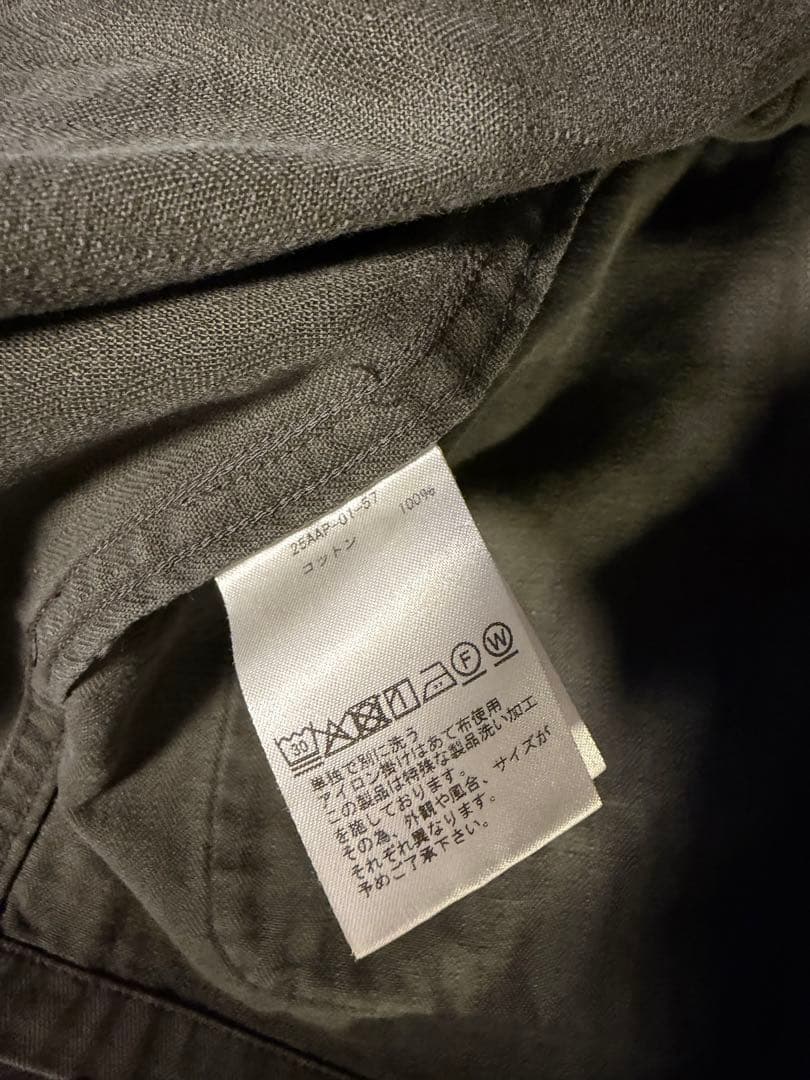 25AAP-01-57
コットン 100%
30 F W
単独で別に洗う
アイロン掛けはあて布使用
この製品は特殊な製品洗い加工
を施しております。
その為、外観や風合、サイズが
それぞれ異なります。
予めご了承下さい。